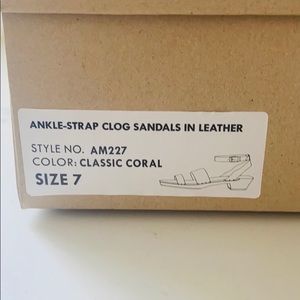 ANKLE-STRAP CLOG SANDALS IN LEATHER
STYLE NO. AM227
COLOR: CLASSIC CORAL
SIZE 7